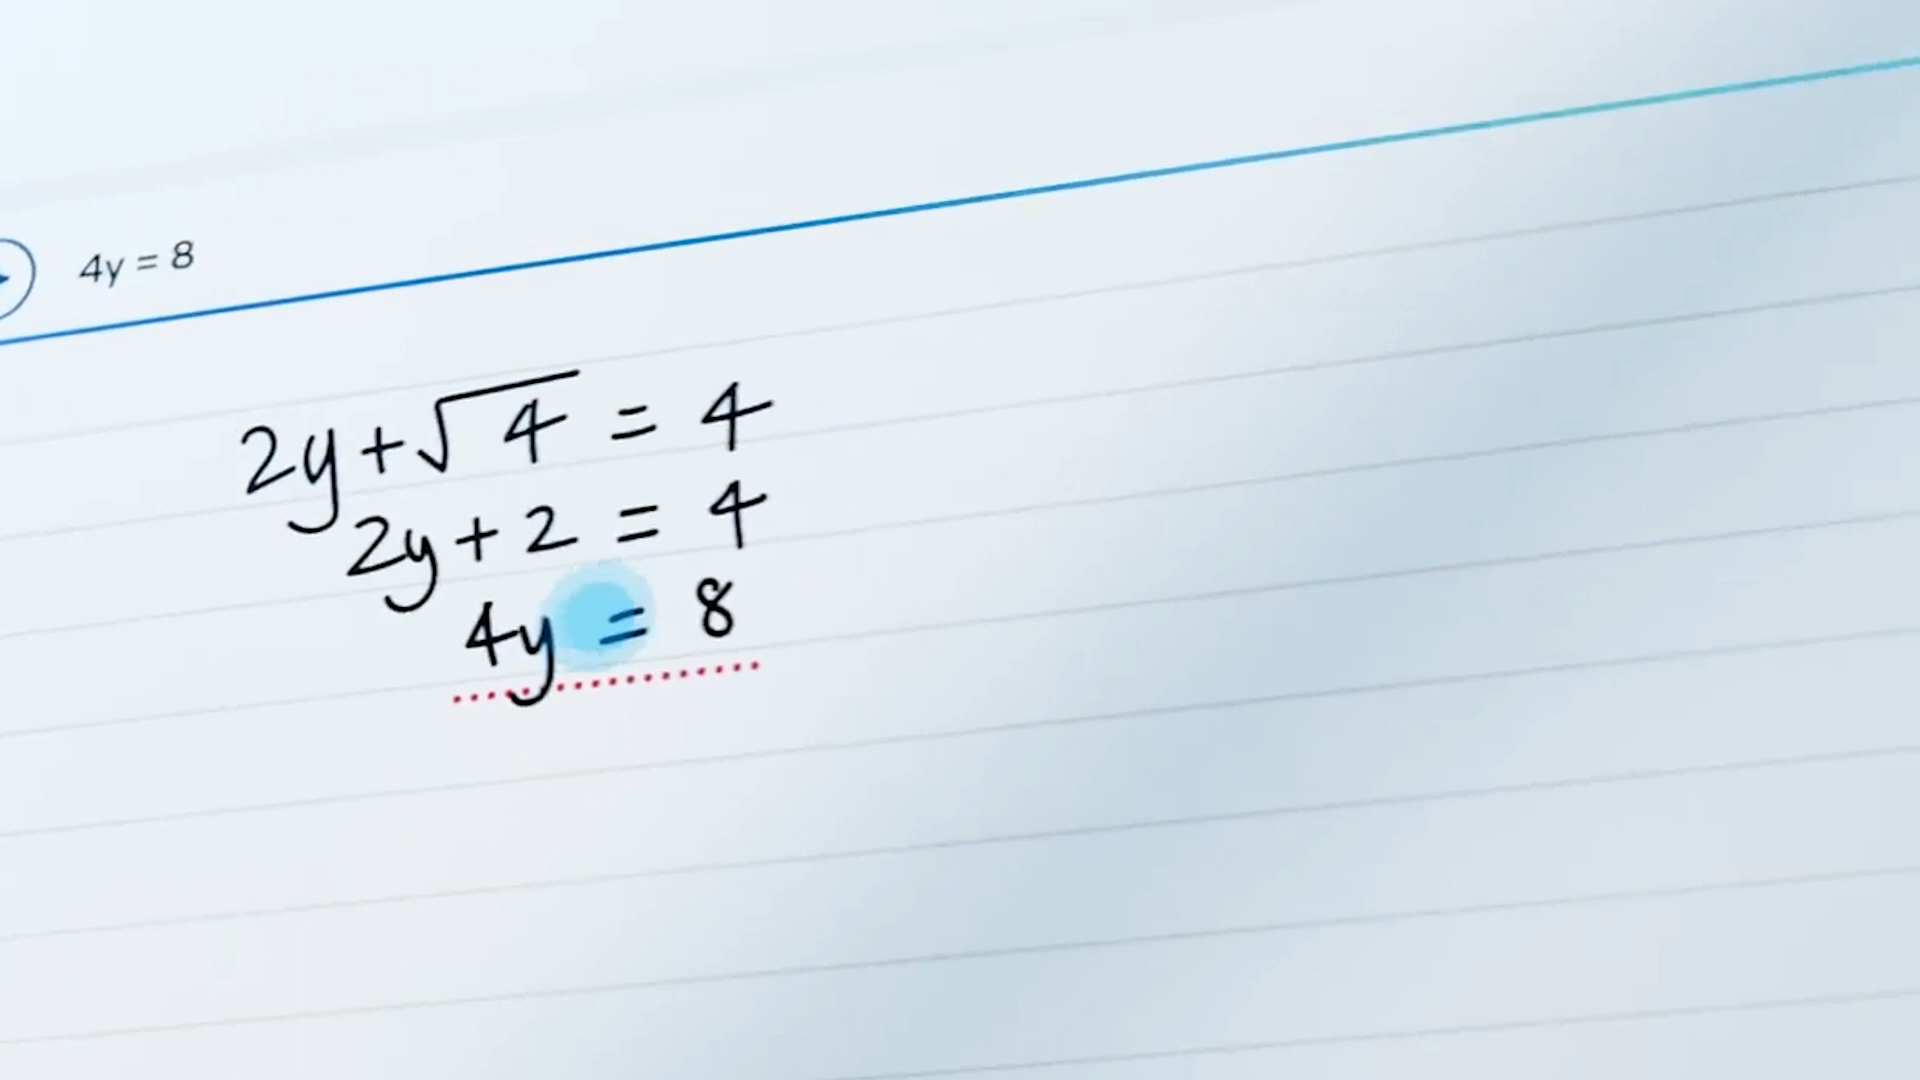 4y = 8
2y + √4 = 4
2y + 2 = 4
4y = 8